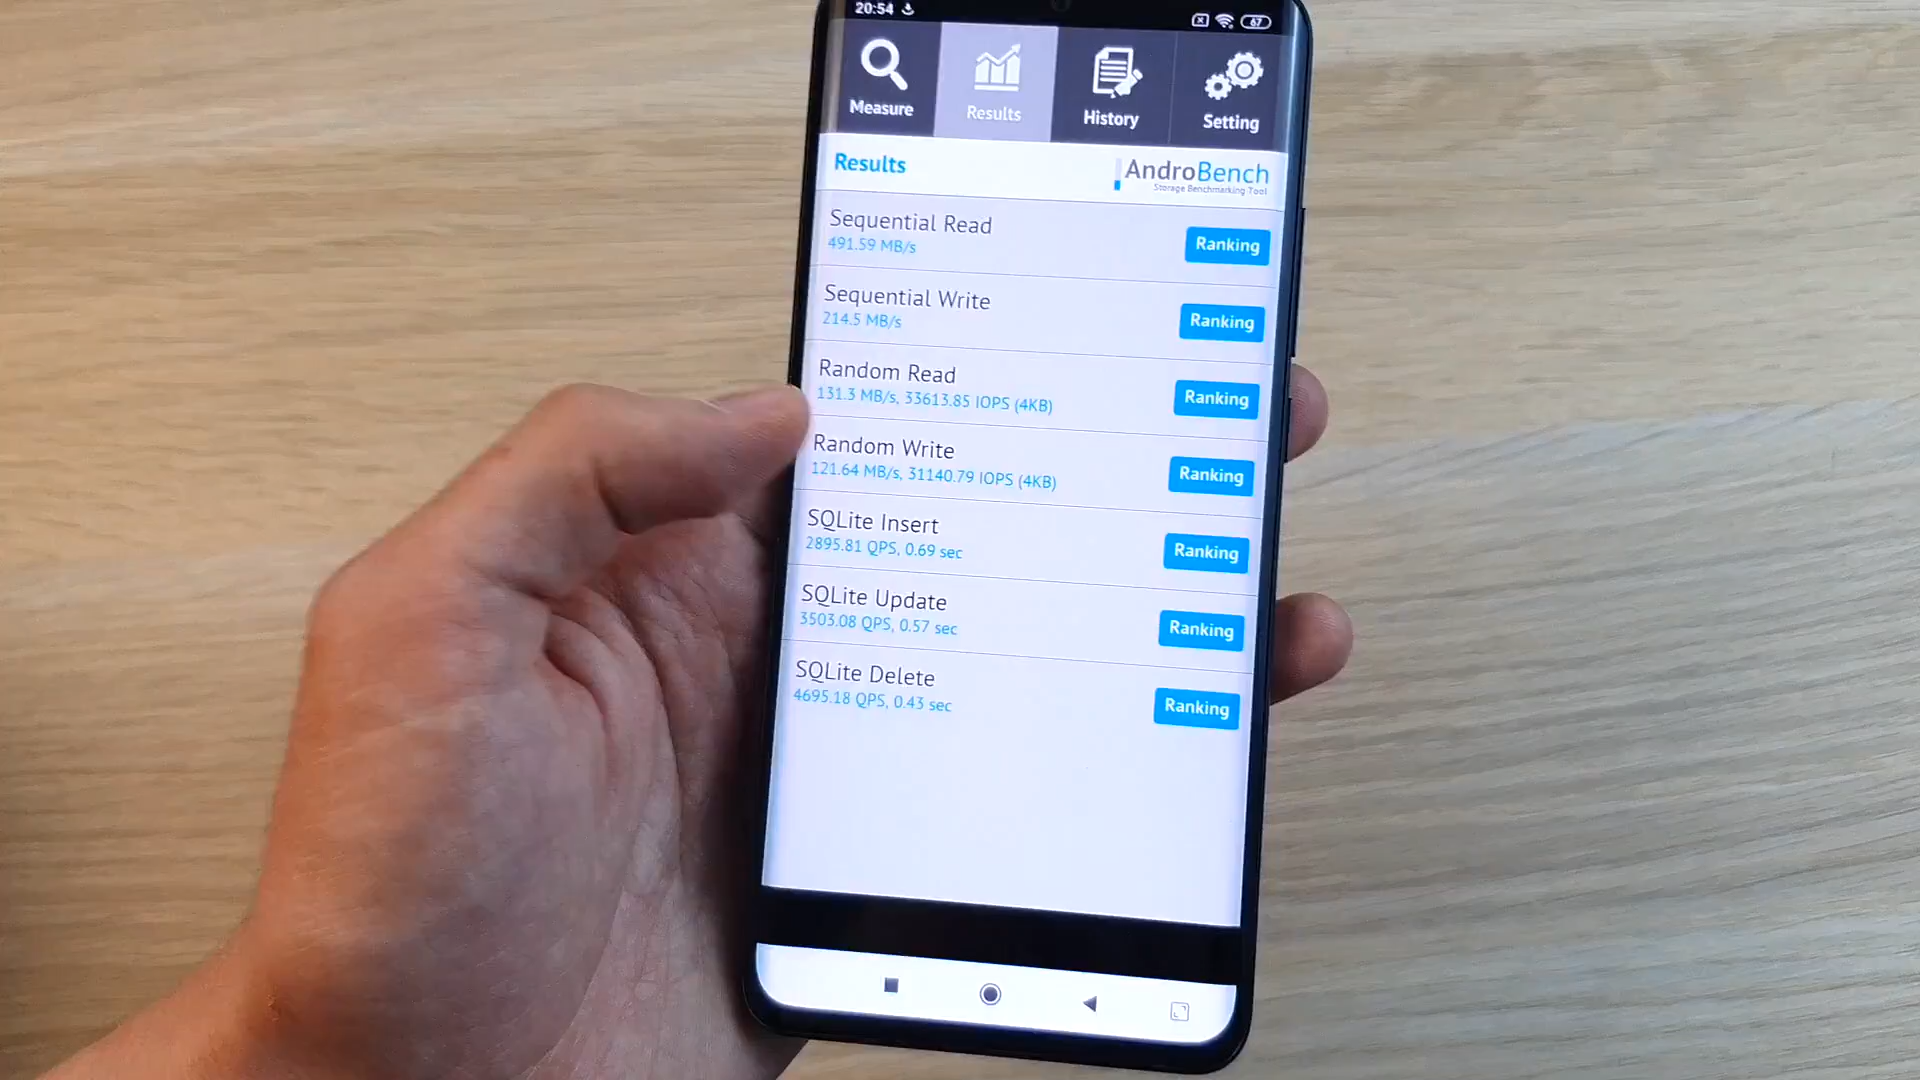 20:54
67
Measure
Results
History
Setting
Results
AndroBench
Storage Benchmarking Tool
Sequential Read
491.59 MB/s
Ranking
Sequential Write
214.5 MB/s
Ranking
Random Read
131.3 MB/s, 33613.85 IOPS (4KB)
Ranking
Random Write
121.64 MB/s, 31140.79 IOPS (4KB)
Ranking
SQLite Insert
2895.81 QPS, 0.69 sec
Ranking
SQLite Update
3503.08 QPS, 0.57 sec
Ranking
SQLite Delete
4695.18 QPS, 0.43 sec
Ranking